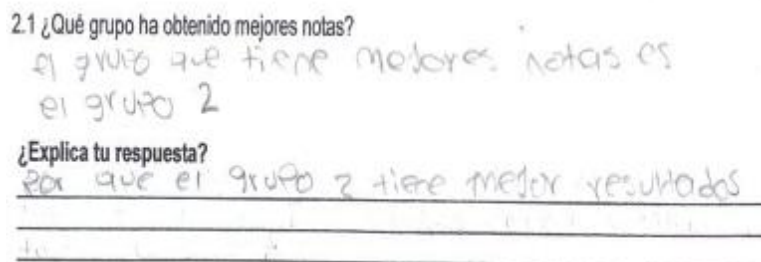 2.1 ¿Qué grupo ha obtenido mejores notas?
el grupo que tiene mejores notas es
el grupo 2
¿Explica tu respuesta?
por que el grupo 2 tiene mejor resultados